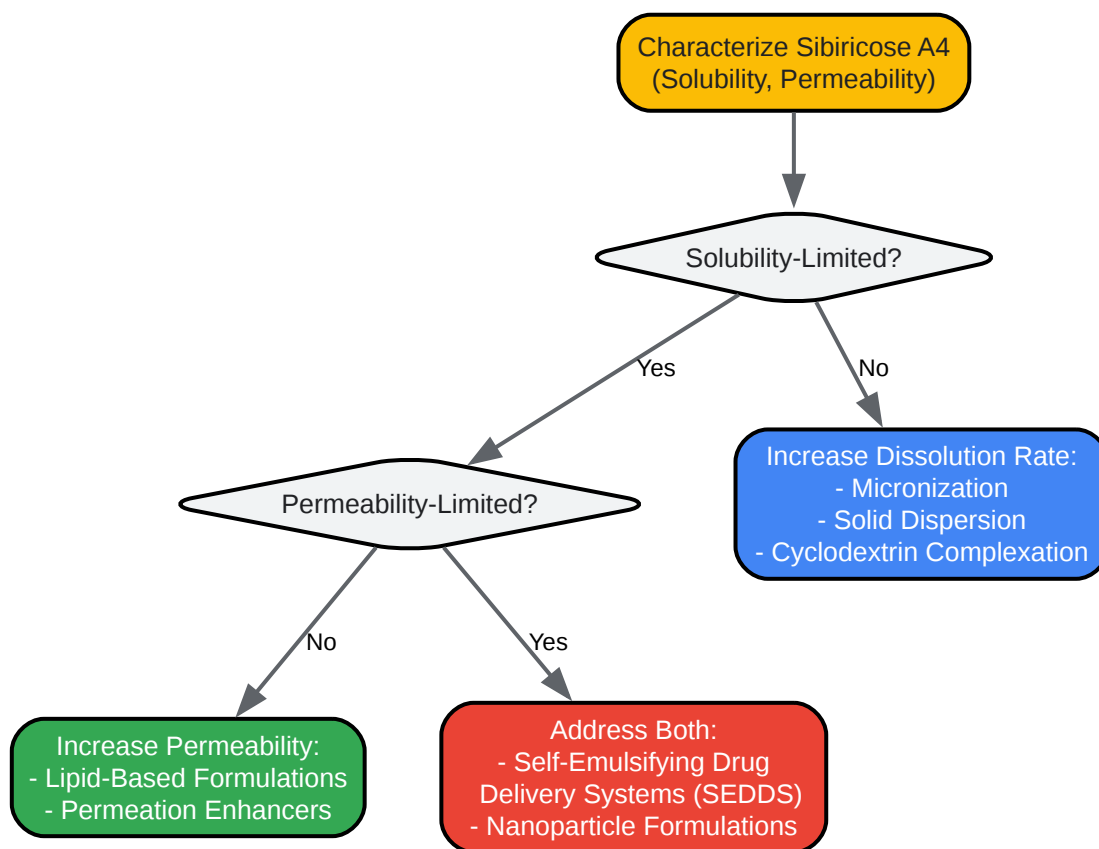 Characterize Sibiricose A4
(Solubility, Permeability)
Solubility-Limited?
Yes
No
Increase Dissolution Rate:
- Micronization
- Solid Dispersion
- Cyclodextrin Complexation
Permeability-Limited?
No
Yes
Increase Permeability:
- Lipid-Based Formulations
- Permeation Enhancers
Address Both:
- Self-Emulsifying Drug
Delivery Systems (SEDDS)
- Nanoparticle Formulations